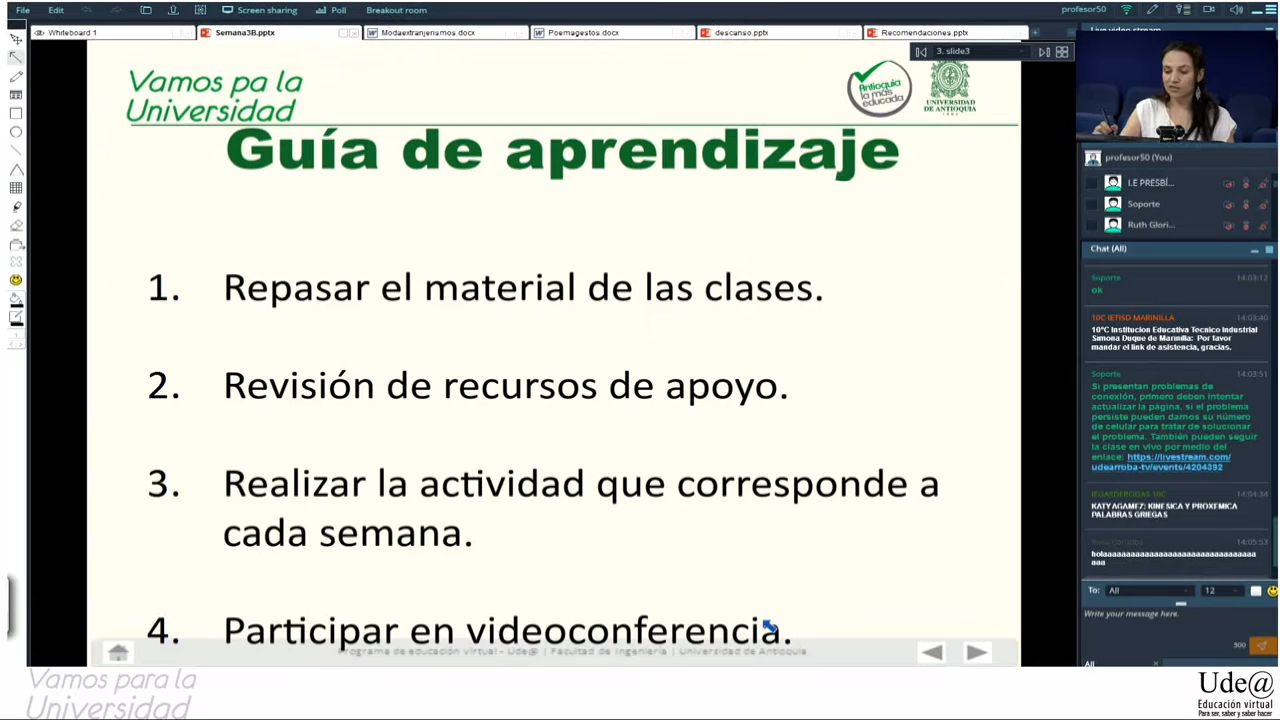 File Edit Screen sharing Poll Breakout room profesor50
Whiteboard 1 Semana3B.pptx Modaextranjerismos.docx Poemagestos.docx descanso.pptx Recomendaciones.pptx
Live video stream
3. slide3
Vamos pa la
Universidad
Antioquia
la más
educada
UNIVERSIDAD
DE ANTIOQUIA
Guía de aprendizaje
1. Repasar el material de las clases.
2. Revisión de recursos de apoyo.
3. Realizar la actividad que corresponde a
cada semana.
4. Participar en videoconferencia.
Programa de educación virtual - Ude@ | Facultad de Ingeniería | Universidad de Antioquia
profesor50 (You)
I.E PRESBÍ...
Soporte
Ruth Glori...
Chat (All)
Soporte 14:03:12
ok
10C IETISD MARINILLA 14:03:40
10°C Institucion Educativa Tecnico Industrial
Simona Duque de Marinilla: Por favor
mandar el link de asistencia, gracias.
Soporte 14:03:51
Si presentan problemas de
conexión, primero deben intentar
actualizar la página, si el problema
persiste pueden darnos su número
de celular para tratar de solucionar
el problema. También pueden seguir
la clase en vivo por medio del
enlace: https://livestream.com/
udearroba-tv/events/4204392
14:04:34
KATY AGAMEZ: KINESICA Y PROXEMICA
PALABRAS GRIEGAS
14:05:53
holaaaaaaaaaaaaaaaaaaaaaaaaaaaaaaaaaa
aaa
To: All 12
Write your message here.
300
All
Vamos para la
Universidad
Ude@
Educación virtual
Para ser, saber y saber hacer